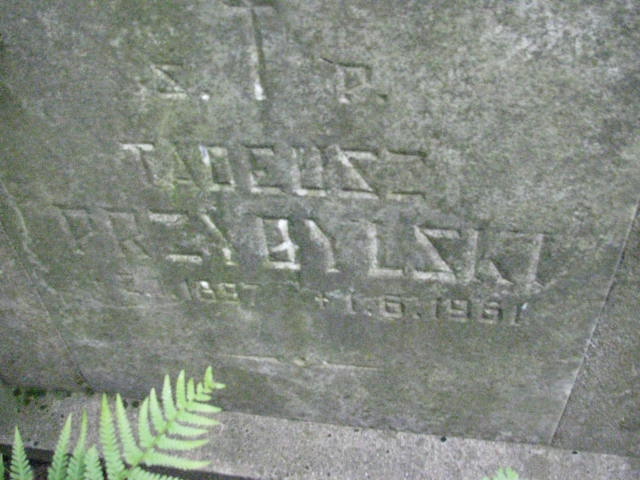 Ś. P.
TADEUSZ
PRZYBYLSKI
1897 + 1.6.1961